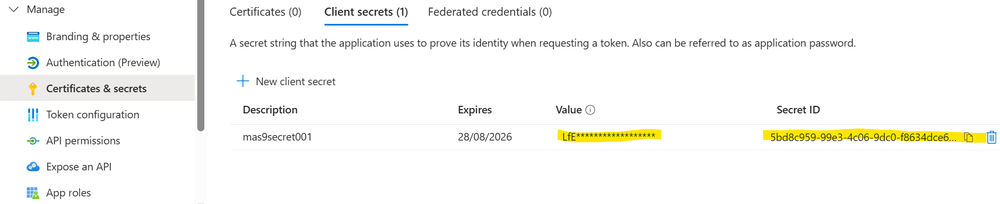 Manage
Branding & properties
Authentication (Preview)
Certificates & secrets
Token configuration
API permissions
Expose an API
App roles
Certificates (0) Client secrets (1) Federated credentials (0)
A secret string that the application uses to prove its identity when requesting a token. Also can be referred to as application password.
New client secret
Description Expires Value Secret ID
mas9secret001 28/08/2026 LfE****************** 5bd8c959-99e3-4c06-9dc0-f8634dce6...